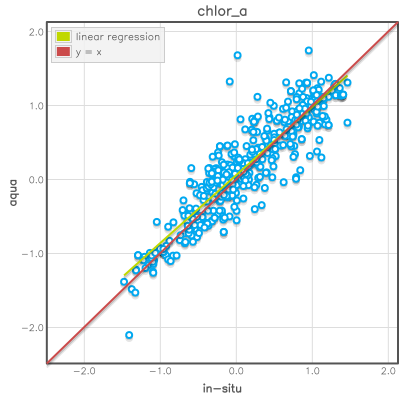 chlor_a
linear regression
y = x
2.0
1.0
0.0
−1.0
−2.0
aqua
−2.0 −1.0 0.0 1.0 2.0
in-situ